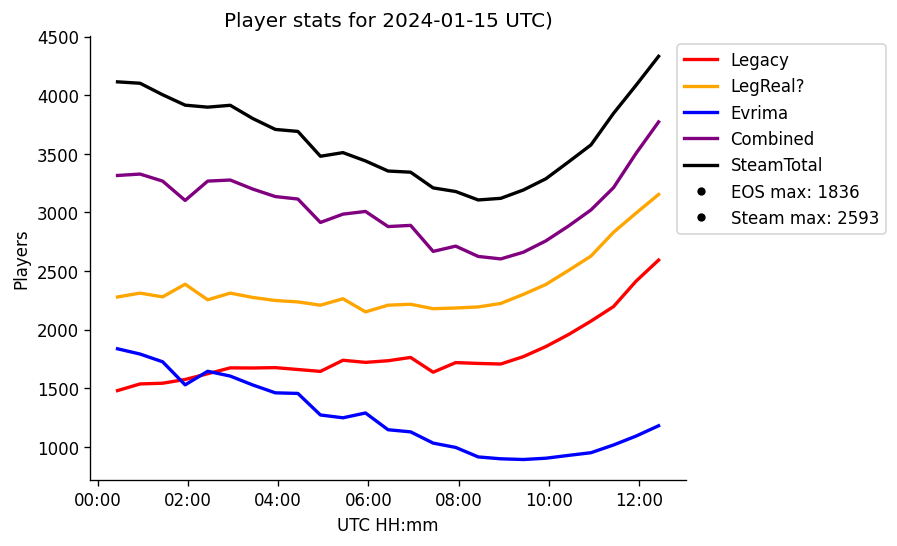 Player stats for 2024-01-15 UTC)
4500
4000
3500
3000
2500
2000
1500
1000
Players
00:00 02:00 04:00 06:00 08:00 10:00 12:00
UTC HH:mm
Legacy
LegReal?
Evrima
Combined
SteamTotal
EOS max: 1836
Steam max: 2593